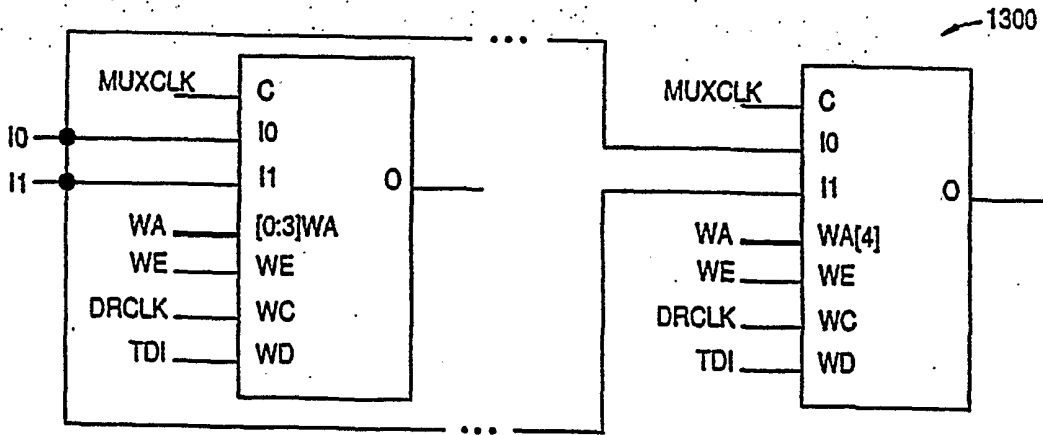 1300
MUXCLK
C
I0
I0
I1
I1
O
WA
[0:3]WA
WE
WE
DRCLK
WC
TDI
WD
MUXCLK
C
I0
I1
O
WA
WA[4]
WE
WE
DRCLK
WC
TDI
WD